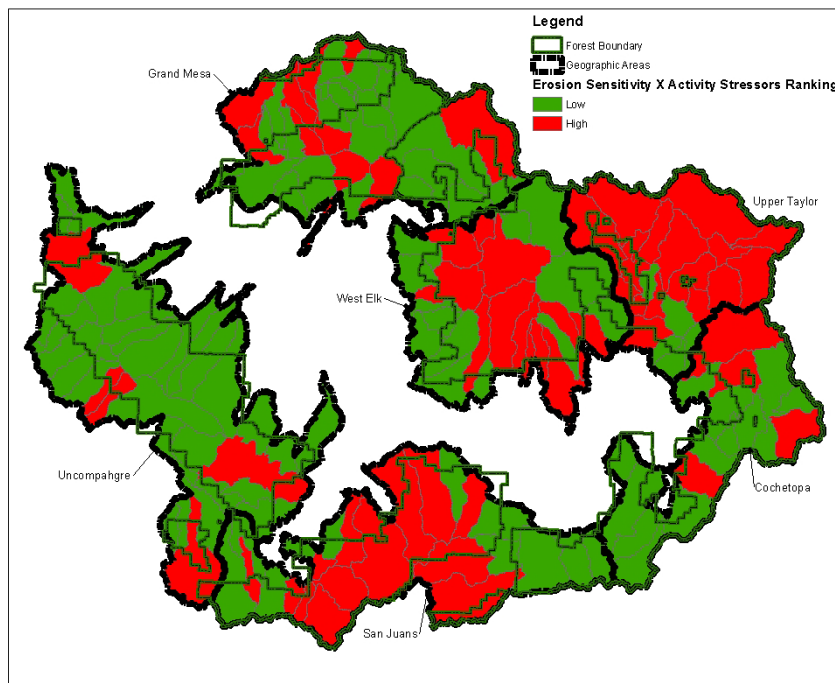 Legend
Forest Boundary
Geographic Areas
Erosion Sensitivity X Activity Stressors Ranking
Low
High
Grand Mesa
Upper Taylor
West Elk
Uncompahgre
Cochetopa
San Juans